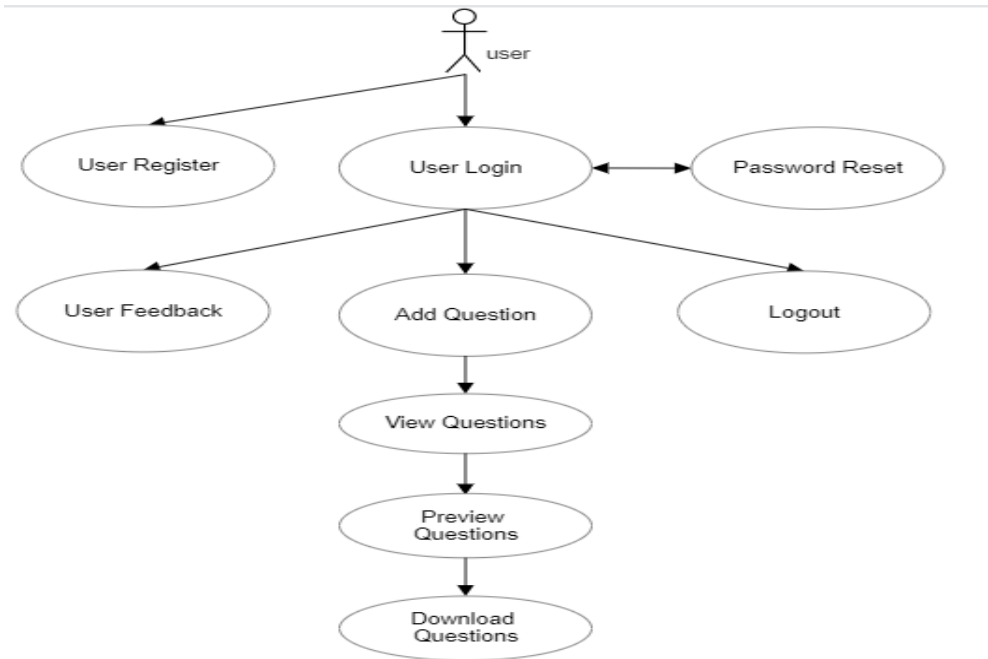 user
User Register
User Login
Password Reset
User Feedback
Add Question
Logout
View Questions
Preview
Questions
Download
Questions